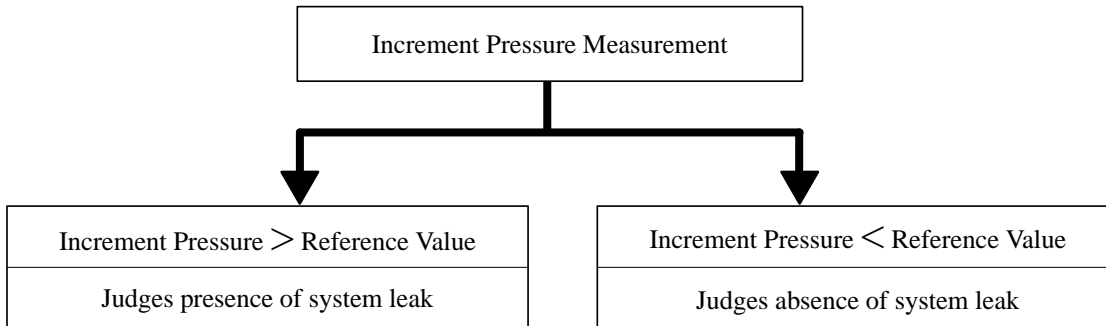 Increment Pressure Measurement
Increment Pressure > Reference Value
Judges presence of system leak
Increment Pressure < Reference Value
Judges absence of system leak